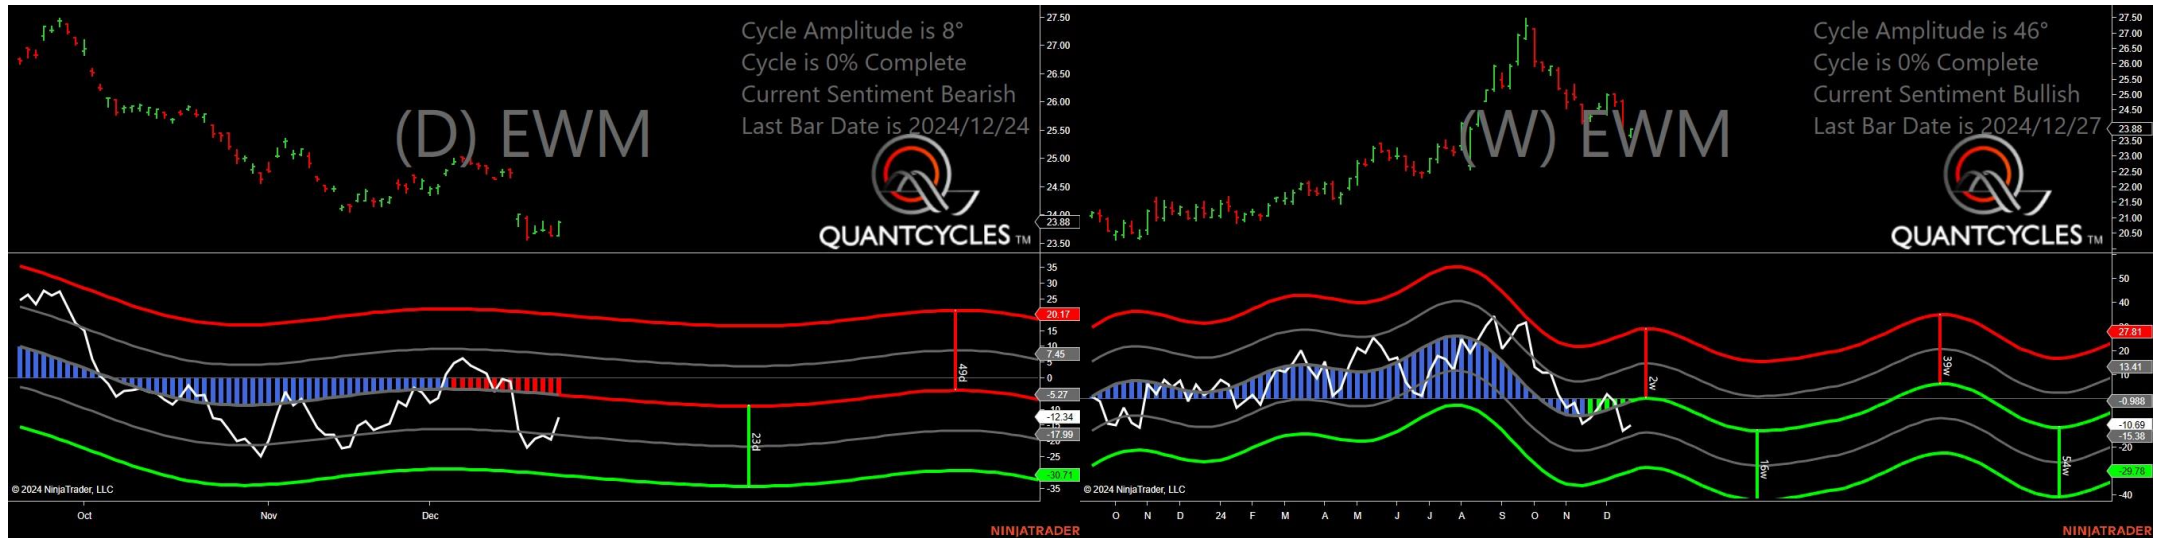 Cycle Amplitude is 8°
Cycle is 0% Complete
Current Sentiment Bearish
Last Bar Date is 2024/12/24
(D) EWM
QUANTCYCLES TM
27.50
27.00
26.50
26.00
25.50
25.00
24.50
24.00
23.88
23.50
35
30
25
20.17
15
10
7.45
0
-5.27
-10
-12.34
-17.99
-25
-30.71
-35
49d
23d
© 2024 NinjaTrader, LLC
Oct
Nov
Dec
NINJATRADER
Cycle Amplitude is 46°
Cycle is 0% Complete
Current Sentiment Bullish
Last Bar Date is 2024/12/27
(W) EWM
QUANTCYCLES TM
27.50
27.00
26.50
26.00
25.50
25.00
24.50
23.88
23.50
23.00
22.50
22.00
21.50
21.00
20.50
50
40
27.81
20
13.41
10
-0.988
-10.69
-15.38
-20
-29.78
-40
2w
39w
16w
54w
© 2024 NinjaTrader, LLC
O
N
D
24
F
M
A
M
J
J
A
S
O
N
D
NINJATRADER